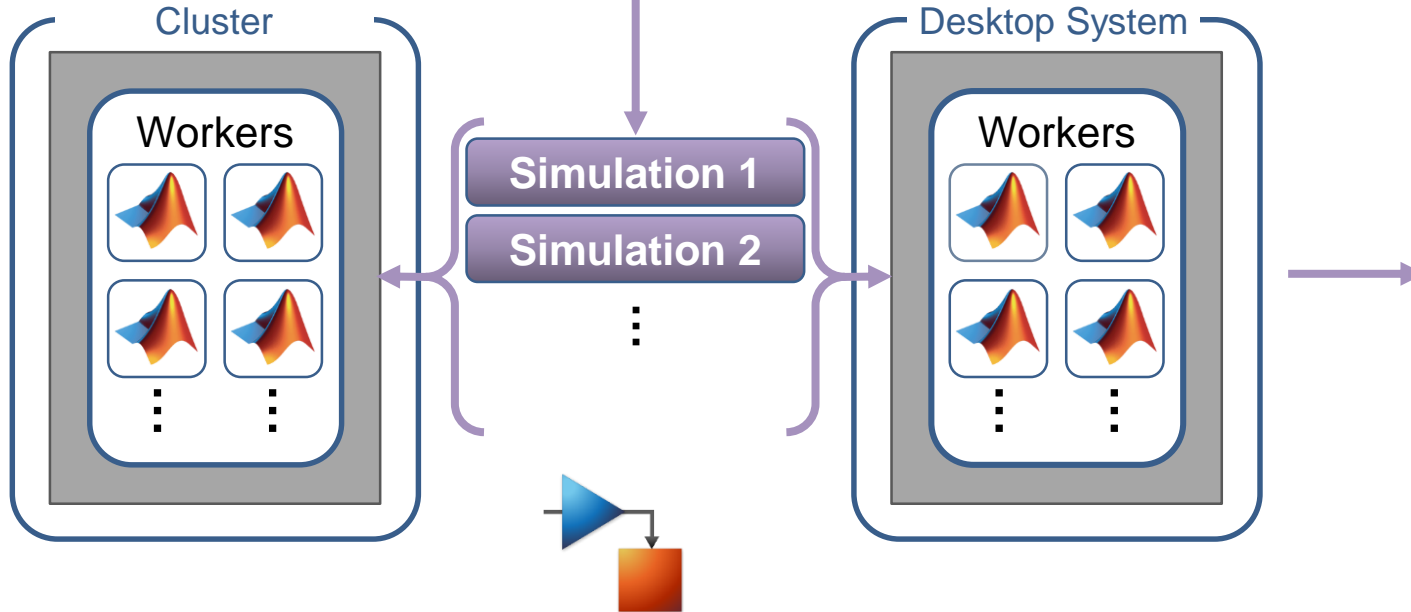 Cluster
Desktop System
Workers
Simulation 1
Simulation 2
Workers